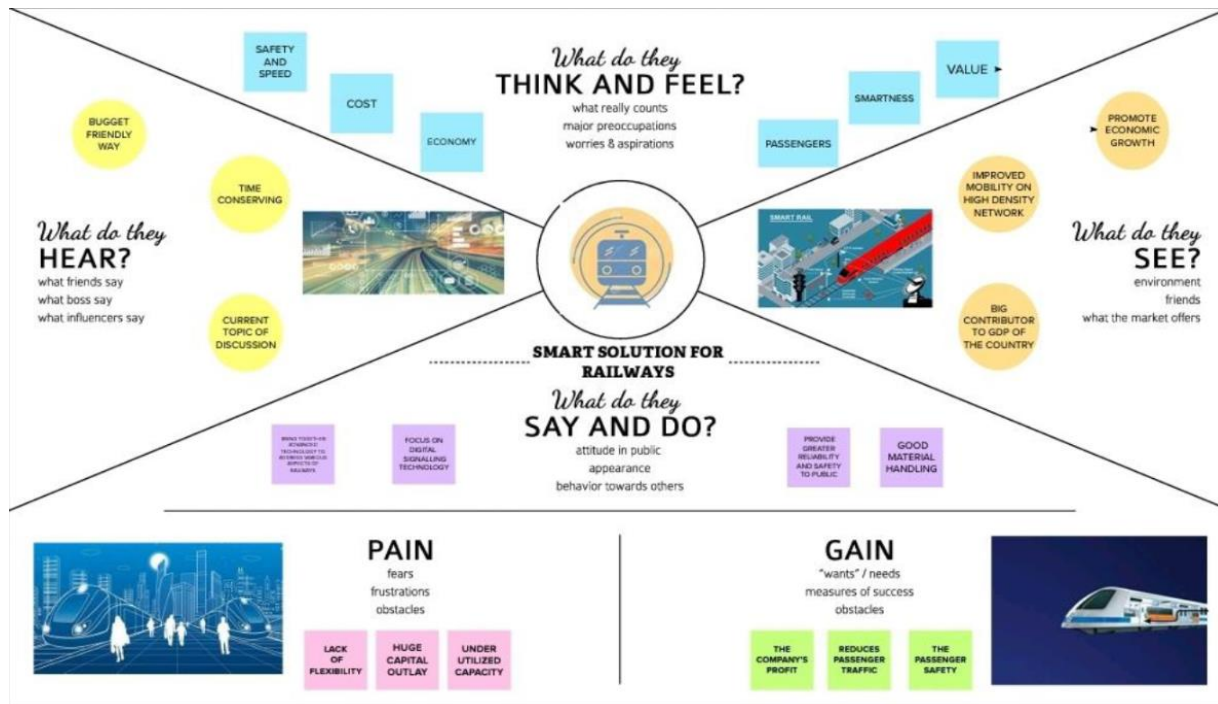 What do they
THINK AND FEEL?
what really counts
major preoccupations
worries & aspirations
SAFETY
AND
SPEED
COST
ECONOMY
PASSENGERS
SMARTNESS
VALUE
What do they
HEAR?
what friends say
what boss say
what influencers say
BUGGET
FRIENDLY
WAY
TIME
CONSERVING
CURRENT
TOPIC OF
DISCUSSION
SMART RAIL
What do they
SEE?
environment
friends
what the market offers
PROMOTE
ECONOMIC
GROWTH
IMPROVED
MOBILITY ON
HIGH DENSITY
NETWORK
BIG
CONTRIBUTOR
TO GDP OF
THE COUNTRY
SMART SOLUTION FOR
RAILWAYS
What do they
SAY AND DO?
attitude in public
appearance
behavior towards others
ADVANCED
TECHNOLOGY TO
ASPECTS OF
RAILWAYS
FOCUS ON
DIGITAL
SIGNALLING
TECHNOLOGY
PROVIDE
GREATER
RELIABILITY
AND SAFETY
TO PUBLIC
GOOD
MATERIAL
HANDLING
PAIN
fears
frustrations
obstacles
LACK
OF
FLEXIBILITY
HUGE
CAPITAL
OUTLAY
UNDER
UTILIZED
CAPACITY
GAIN
"wants" / needs
measures of success
obstacles
THE
COMPANY'S
PROFIT
REDUCES
PASSENGER
TRAFFIC
THE
PASSENGER
SAFETY